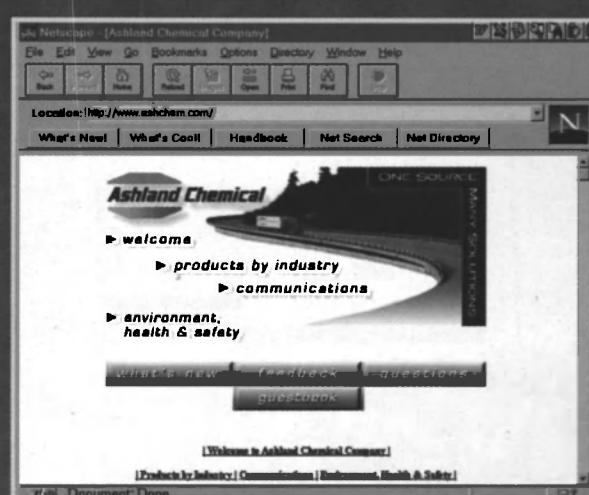 Netscape - [Ashland Chemical Company]
File Edit View Go Bookmarks Options Directory Window Help
Back Forward Home Reload Images Open Print Find Stop
Location: http://www.ashchem.com/
N
What's New! What's Cool! Handbook Net Search Net Directory
Ashland Chemical
ONE SOURCE
MANY SOLUTIONS
welcome
products by industry
communications
environment,
health & safety
what's new feedback questions
guestbook
| Welcome to Ashland Chemical Company |
| Products by Industry | Communications | Environment, Health & Safety |
Document: Done